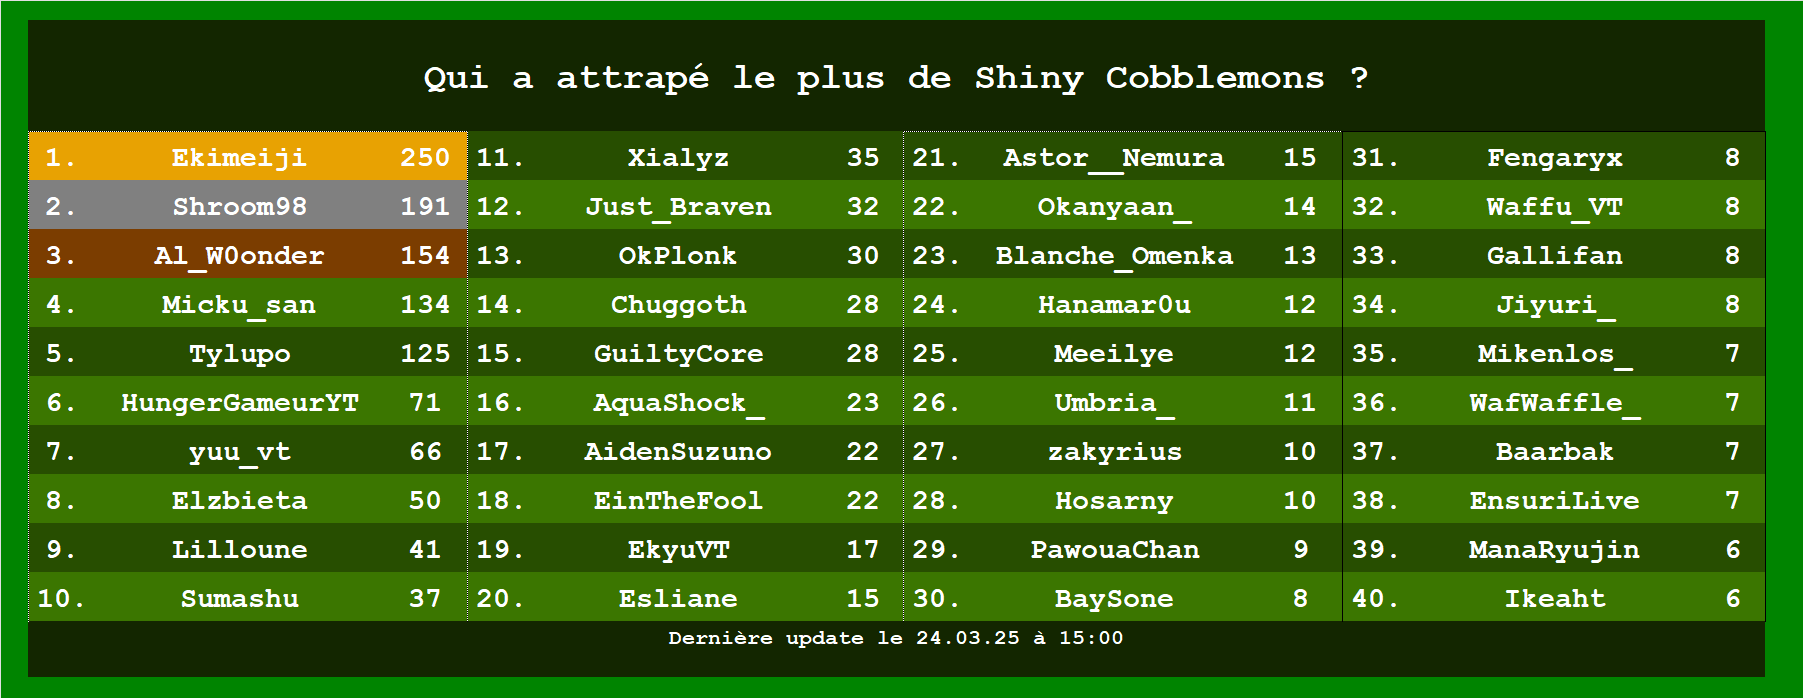 Qui a attrapé le plus de Shiny Cobblemons ?
1. Ekimeiji 250 11. Xialyz 35 21. Astor__Nemura 15 31. Fengaryx 8
2. Shroom98 191 12. Just_Braven 32 22. Okanyaan_ 14 32. Waffu_VT 8
3. Al_W0onder 154 13. OkPlonk 30 23. Blanche_Omenka 13 33. Gallifan 8
4. Micku_san 134 14. Chuggoth 28 24. Hanamar0u 12 34. Jiyuri_ 8
5. Tylupo 125 15. GuiltyCore 28 25. Meeilye 12 35. Mikenlos_ 7
6. HungerGameurYT 71 16. AquaShock_ 23 26. Umbria_ 11 36. WafWaffle_ 7
7. yuu_vt 66 17. AidenSuzuno 22 27. zakyrius 10 37. Baarbak 7
8. Elzbieta 50 18. EinTheFool 22 28. Hosarny 10 38. EnsuriLive 7
9. Lilloune 41 19. EkyuVT 17 29. PawouaChan 9 39. ManaRyujin 6
10. Sumashu 37 20. Esliane 15 30. BaySone 8 40. Ikeaht 6
Dernière update le 24.03.25 à 15:00